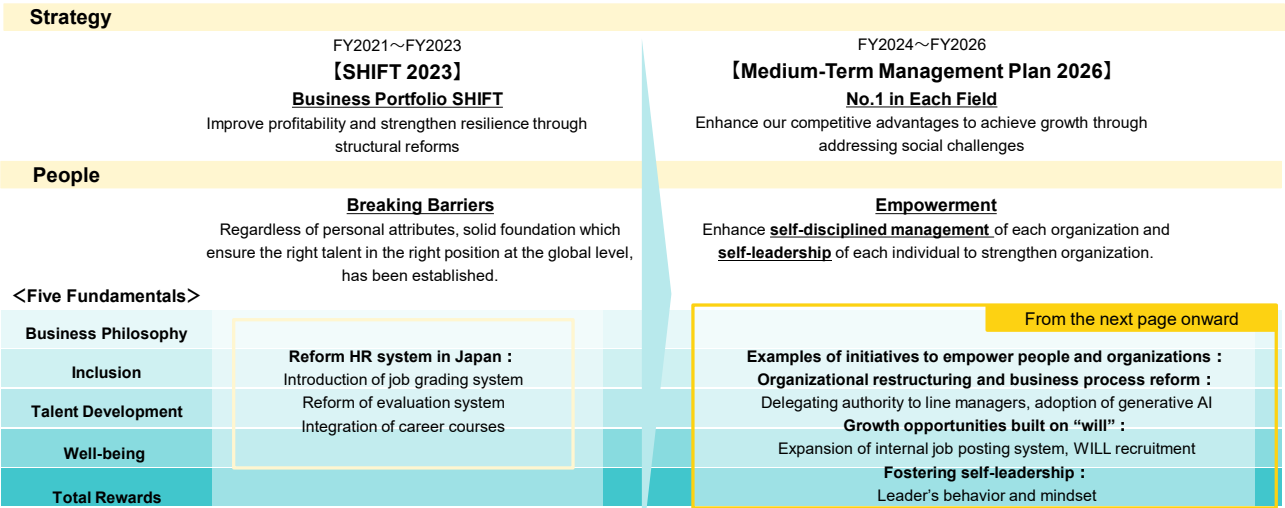 Strategy
FY2021～FY2023
【SHIFT 2023】
Business Portfolio SHIFT
Improve profitability and strengthen resilience through
structural reforms
FY2024～FY2026
【Medium-Term Management Plan 2026】
No.1 in Each Field
Enhance our competitive advantages to achieve growth through
addressing social challenges
People
Breaking Barriers
Regardless of personal attributes, solid foundation which
ensure the right talent in the right position at the global level,
has been established.
Empowerment
Enhance self-disciplined management of each organization and
self-leadership of each individual to strengthen organization.
＜Five Fundamentals＞
Business Philosophy
Inclusion
Talent Development
Well-being
Total Rewards
Reform HR system in Japan：
Introduction of job grading system
Reform of evaluation system
Integration of career courses
From the next page onward
Examples of initiatives to empower people and organizations：
Organizational restructuring and business process reform：
Delegating authority to line managers, adoption of generative AI
Growth opportunities built on “will”：
Expansion of internal job posting system, WILL recruitment
Fostering self-leadership：
Leader’s behavior and mindset